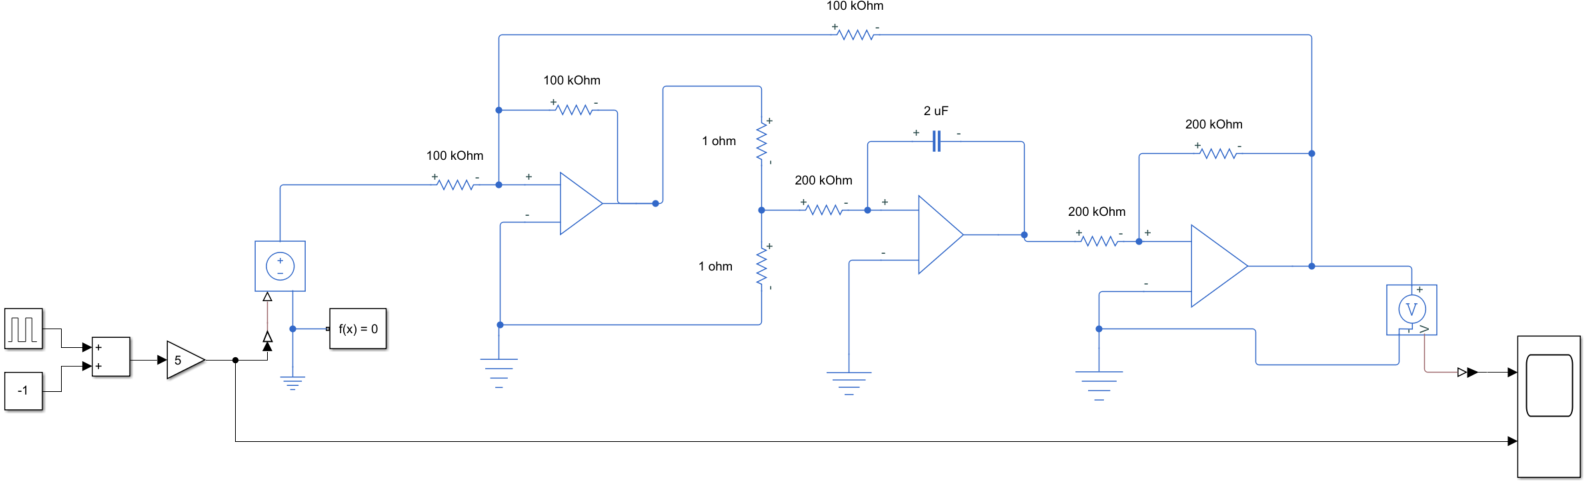 100 kOhm
+ -
100 kOhm
+ -
2 uF
+ -
200 kOhm
+ -
1 ohm
+
-
100 kOhm
+ -
+
-
200 kOhm
+ -
+
-
200 kOhm
+ -
+
-
1 ohm
+
-
+
-
+
V
-
f(x) = 0
+
+
5
-1